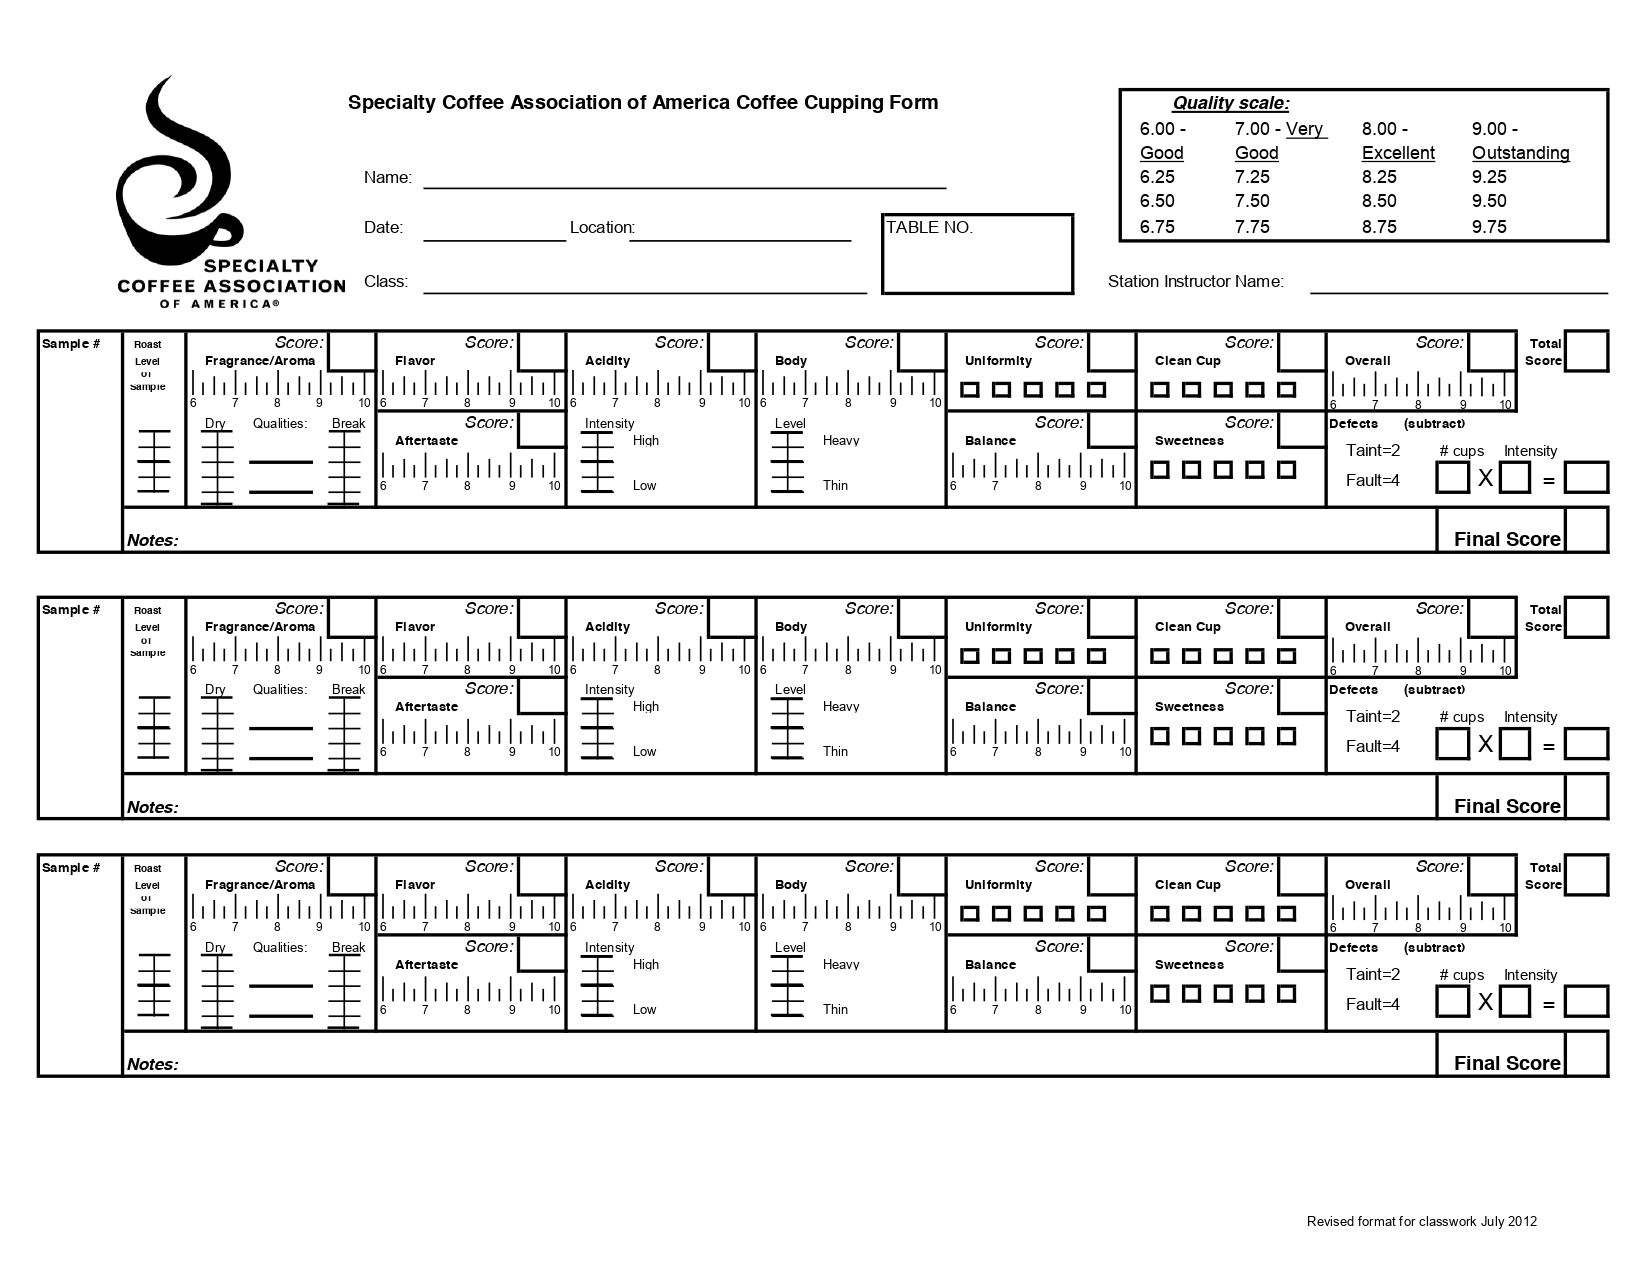 Specialty Coffee Association of America Coffee Cupping Form
SPECIALTY
COFFEE ASSOCIATION
OF AMERICA®
Name:
Date: Location:
Class:
TABLE NO.
Quality scale:
6.00 - 7.00 - Very 8.00 - 9.00 -
Good Good Excellent Outstanding
6.25 7.25 8.25 9.25
6.50 7.50 8.50 9.50
6.75 7.75 8.75 9.75
Station Instructor Name:
Sample # Roast Score: Score: Score: Score: Score: Score: Score: Total
Level Fragrance/Aroma Flavor Acidity Body Uniformity Clean Cup Overall Score
of
Sample
6 7 8 9 10 6 7 8 9 10 6 7 8 9 10 6 7 8 9 10 6 7 8 9 10
Dry Qualities: Break Score: Intensity Level Score: Score: Defects (subtract)
Aftertaste High Heavy Balance Sweetness
Taint=2 # cups Intensity
6 7 8 9 10 Low Thin 6 7 8 9 10 Fault=4 X =
Notes: Final Score
Sample # Roast Score: Score: Score: Score: Score: Score: Score: Total
Level Fragrance/Aroma Flavor Acidity Body Uniformity Clean Cup Overall Score
of
Sample
6 7 8 9 10 6 7 8 9 10 6 7 8 9 10 6 7 8 9 10 6 7 8 9 10
Dry Qualities: Break Score: Intensity Level Score: Score: Defects (subtract)
Aftertaste High Heavy Balance Sweetness
Taint=2 # cups Intensity
6 7 8 9 10 Low Thin 6 7 8 9 10 Fault=4 X =
Notes: Final Score
Sample # Roast Score: Score: Score: Score: Score: Score: Score: Total
Level Fragrance/Aroma Flavor Acidity Body Uniformity Clean Cup Overall Score
of
Sample
6 7 8 9 10 6 7 8 9 10 6 7 8 9 10 6 7 8 9 10 6 7 8 9 10
Dry Qualities: Break Score: Intensity Level Score: Score: Defects (subtract)
Aftertaste High Heavy Balance Sweetness
Taint=2 # cups Intensity
6 7 8 9 10 Low Thin 6 7 8 9 10 Fault=4 X =
Notes: Final Score
Revised format for classwork July 2012